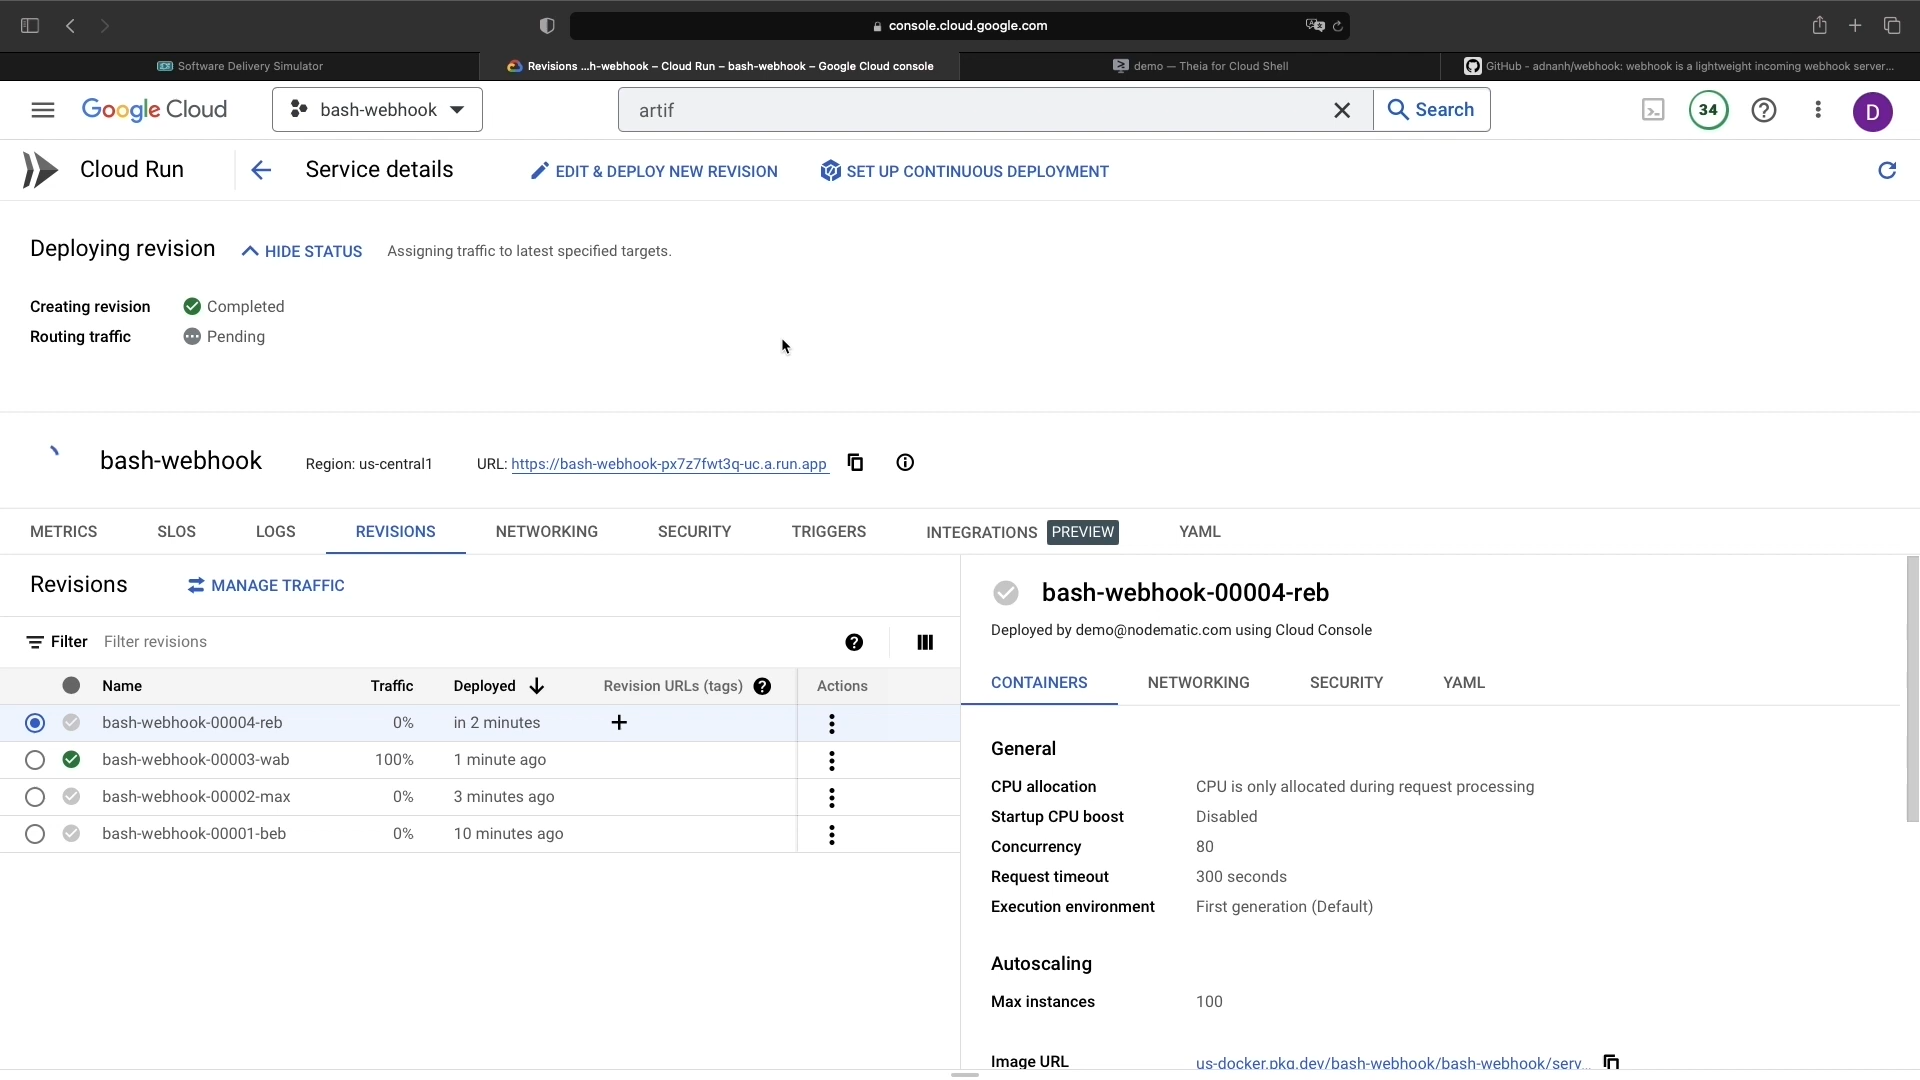 console.cloud.google.com
Software Delivery Simulator
Revisions ...h-webhook – Cloud Run – bash-webhook – Google Cloud console
demo — Theia for Cloud Shell
GitHub - adnanh/webhook: webhook is a lightweight incoming webhook server...
Google Cloud
bash-webhook
artif
Search
34
D
Cloud Run
Service details
EDIT & DEPLOY NEW REVISION
SET UP CONTINUOUS DEPLOYMENT
Deploying revision
HIDE STATUS
Assigning traffic to latest specified targets.
Creating revision Completed
Routing traffic Pending
bash-webhook
Region: us-central1
URL: https://bash-webhook-px7z7fwt3q-uc.a.run.app
METRICS SLOS LOGS REVISIONS NETWORKING SECURITY TRIGGERS INTEGRATIONS PREVIEW YAML
Revisions
MANAGE TRAFFIC
Filter Filter revisions
Name Traffic Deployed Revision URLs (tags) Actions
bash-webhook-00004-reb 0% in 2 minutes
bash-webhook-00003-wab 100% 1 minute ago
bash-webhook-00002-max 0% 3 minutes ago
bash-webhook-00001-beb 0% 10 minutes ago
bash-webhook-00004-reb
Deployed by demo@nodematic.com using Cloud Console
CONTAINERS NETWORKING SECURITY YAML
General
CPU allocation CPU is only allocated during request processing
Startup CPU boost Disabled
Concurrency 80
Request timeout 300 seconds
Execution environment First generation (Default)
Autoscaling
Max instances 100
Image URL us-docker.pkg.dev/bash-webhook/bash-webhook/serv...